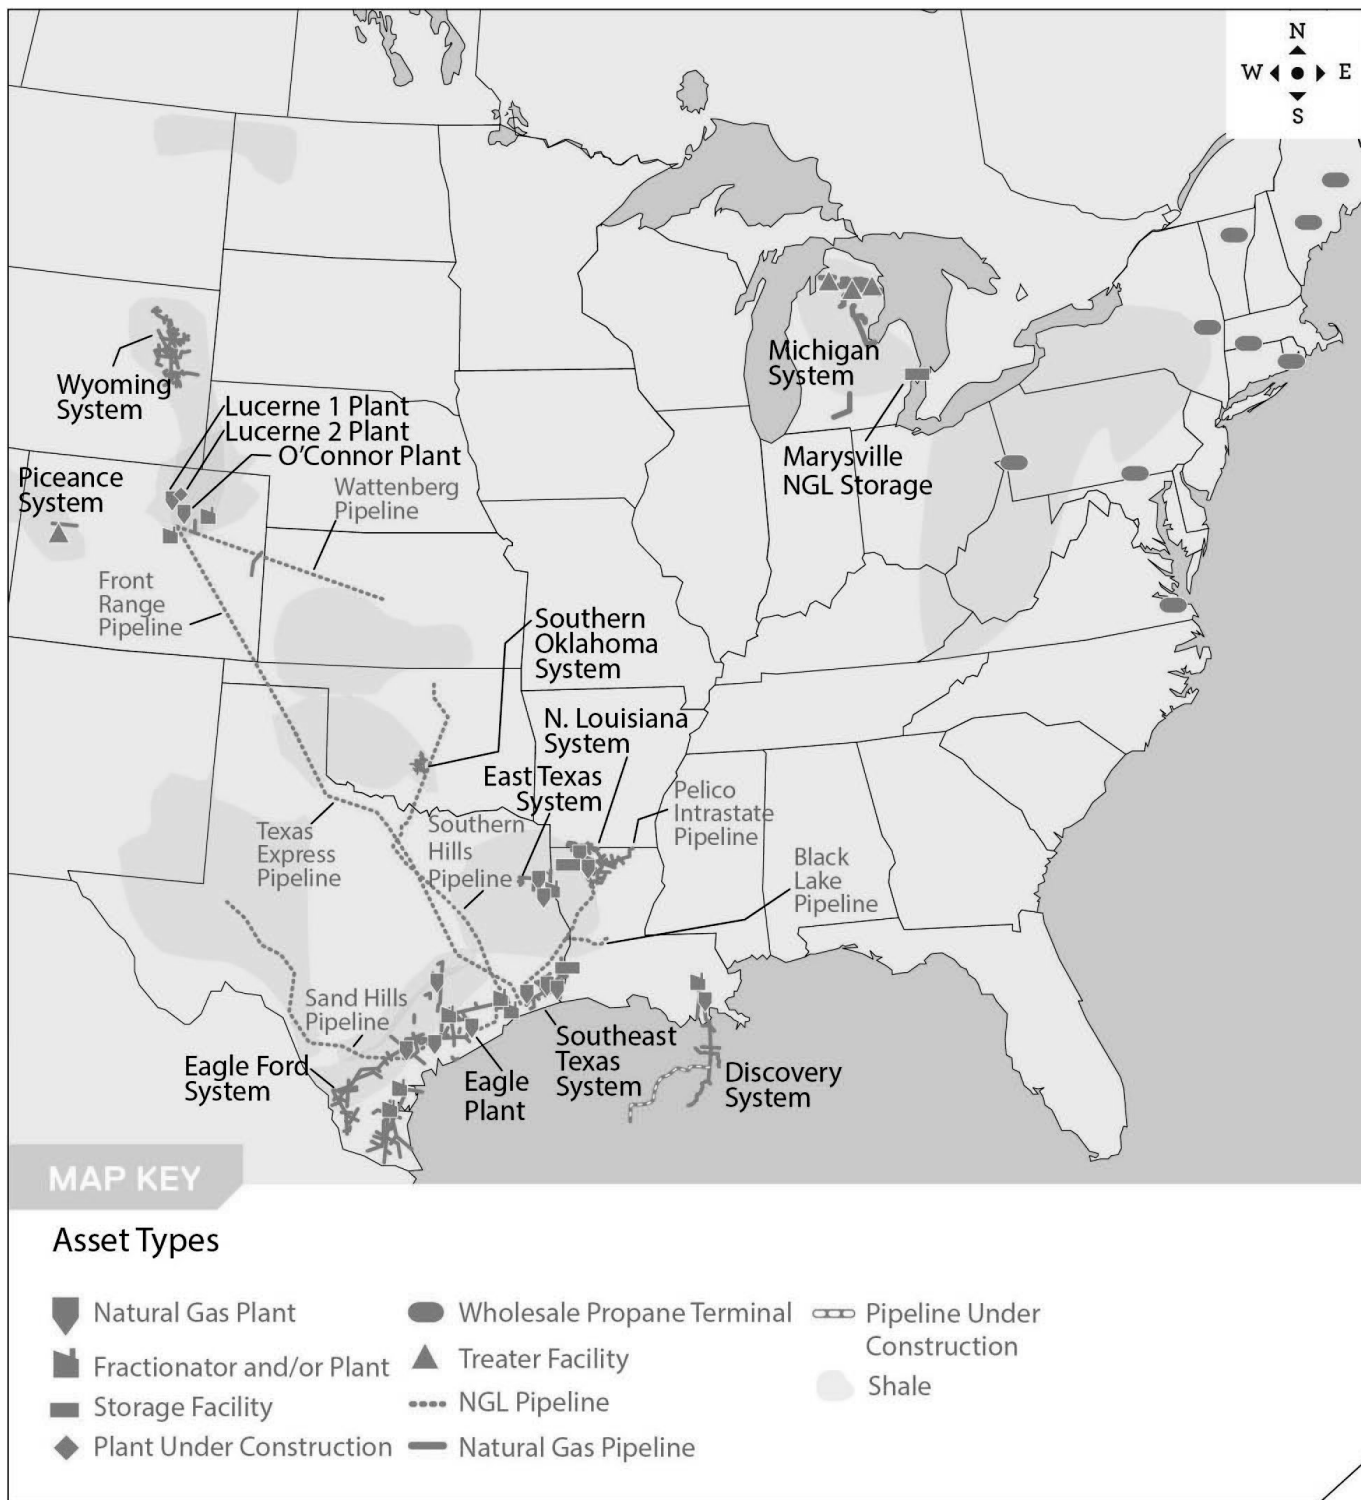 N
W E
S
Wyoming
System
Lucerne 1 Plant
Lucerne 2 Plant
O'Connor Plant
Piceance
System
Wattenberg
Pipeline
Front
Range
Pipeline
Michigan
System
Marysville
NGL Storage
Southern
Oklahoma
System
N. Louisiana
System
East Texas
System
Pelico
Intrastate
Pipeline
Texas
Express
Pipeline
Southern
Hills
Pipeline
Black
Lake
Pipeline
Sand Hills
Pipeline
Eagle Ford
System
Eagle
Plant
Southeast
Texas
System
Discovery
System
MAP KEY
Asset Types
Natural Gas Plant
Fractionator and/or Plant
Storage Facility
Plant Under Construction
Wholesale Propane Terminal
Treater Facility
NGL Pipeline
Natural Gas Pipeline
Pipeline Under
Construction
Shale